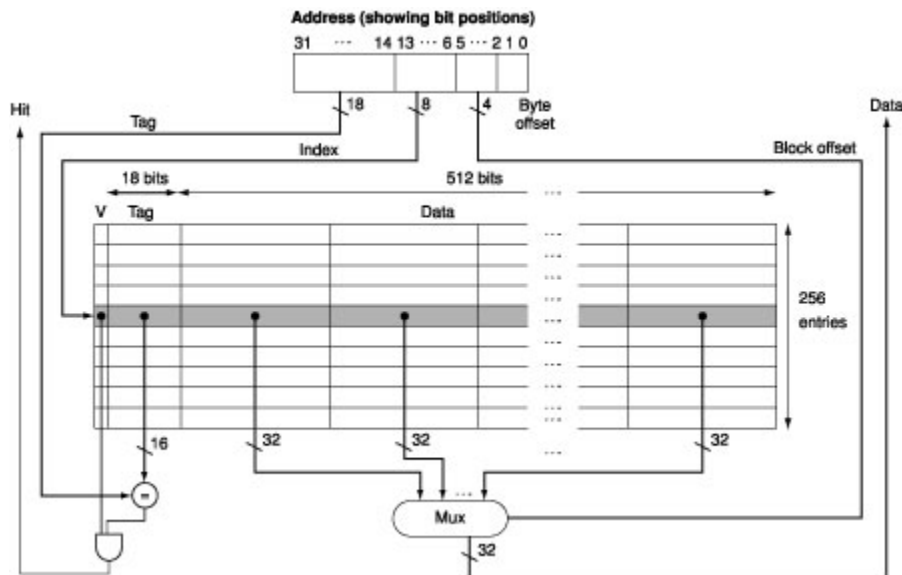 Address (showing bit positions)
31 ... 14 13 ... 6 5 ... 2 1 0
18 8 4 Byte offset
Hit
Data
Tag
Index
Block offset
18 bits
512 bits
...
V
Tag
Data
...
...
...
...
...
...
...
...
...
...
256
entries
16
32
32
32
...
=
...
Mux
32